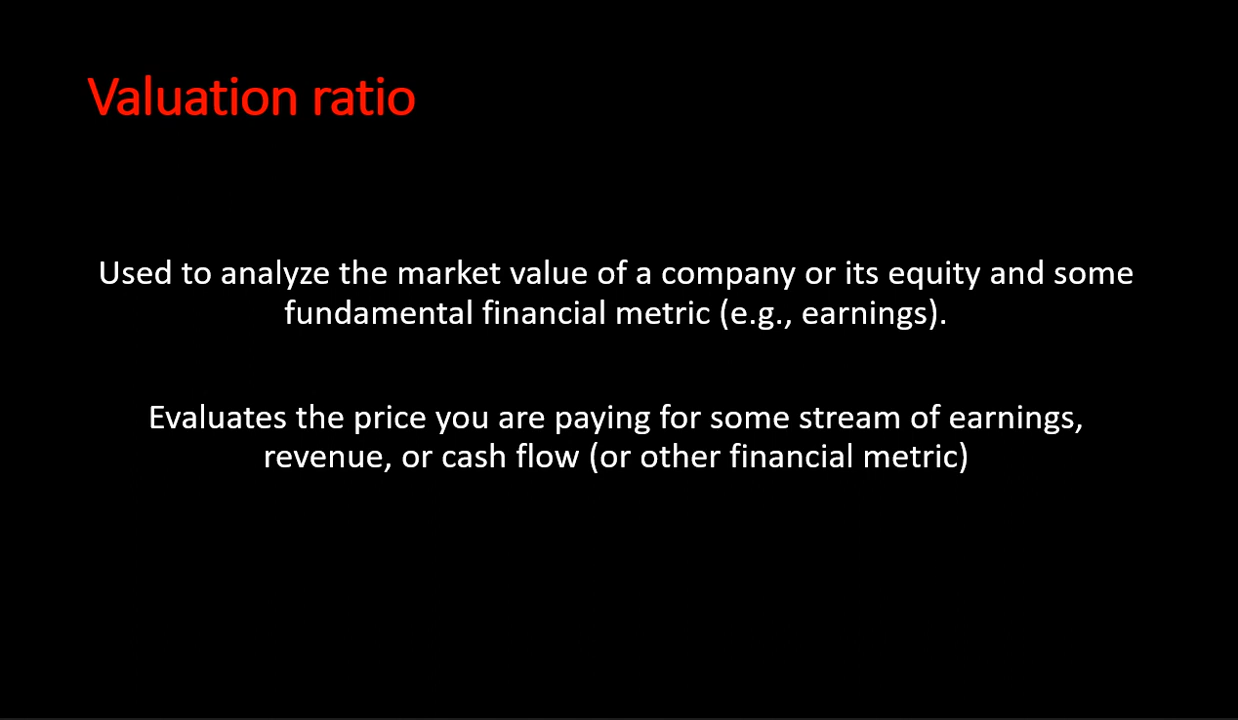 Valuation ratio
Used to analyze the market value of a company or its equity and some
fundamental financial metric (e.g., earnings).
Evaluates the price you are paying for some stream of earnings,
revenue, or cash flow (or other financial metric)